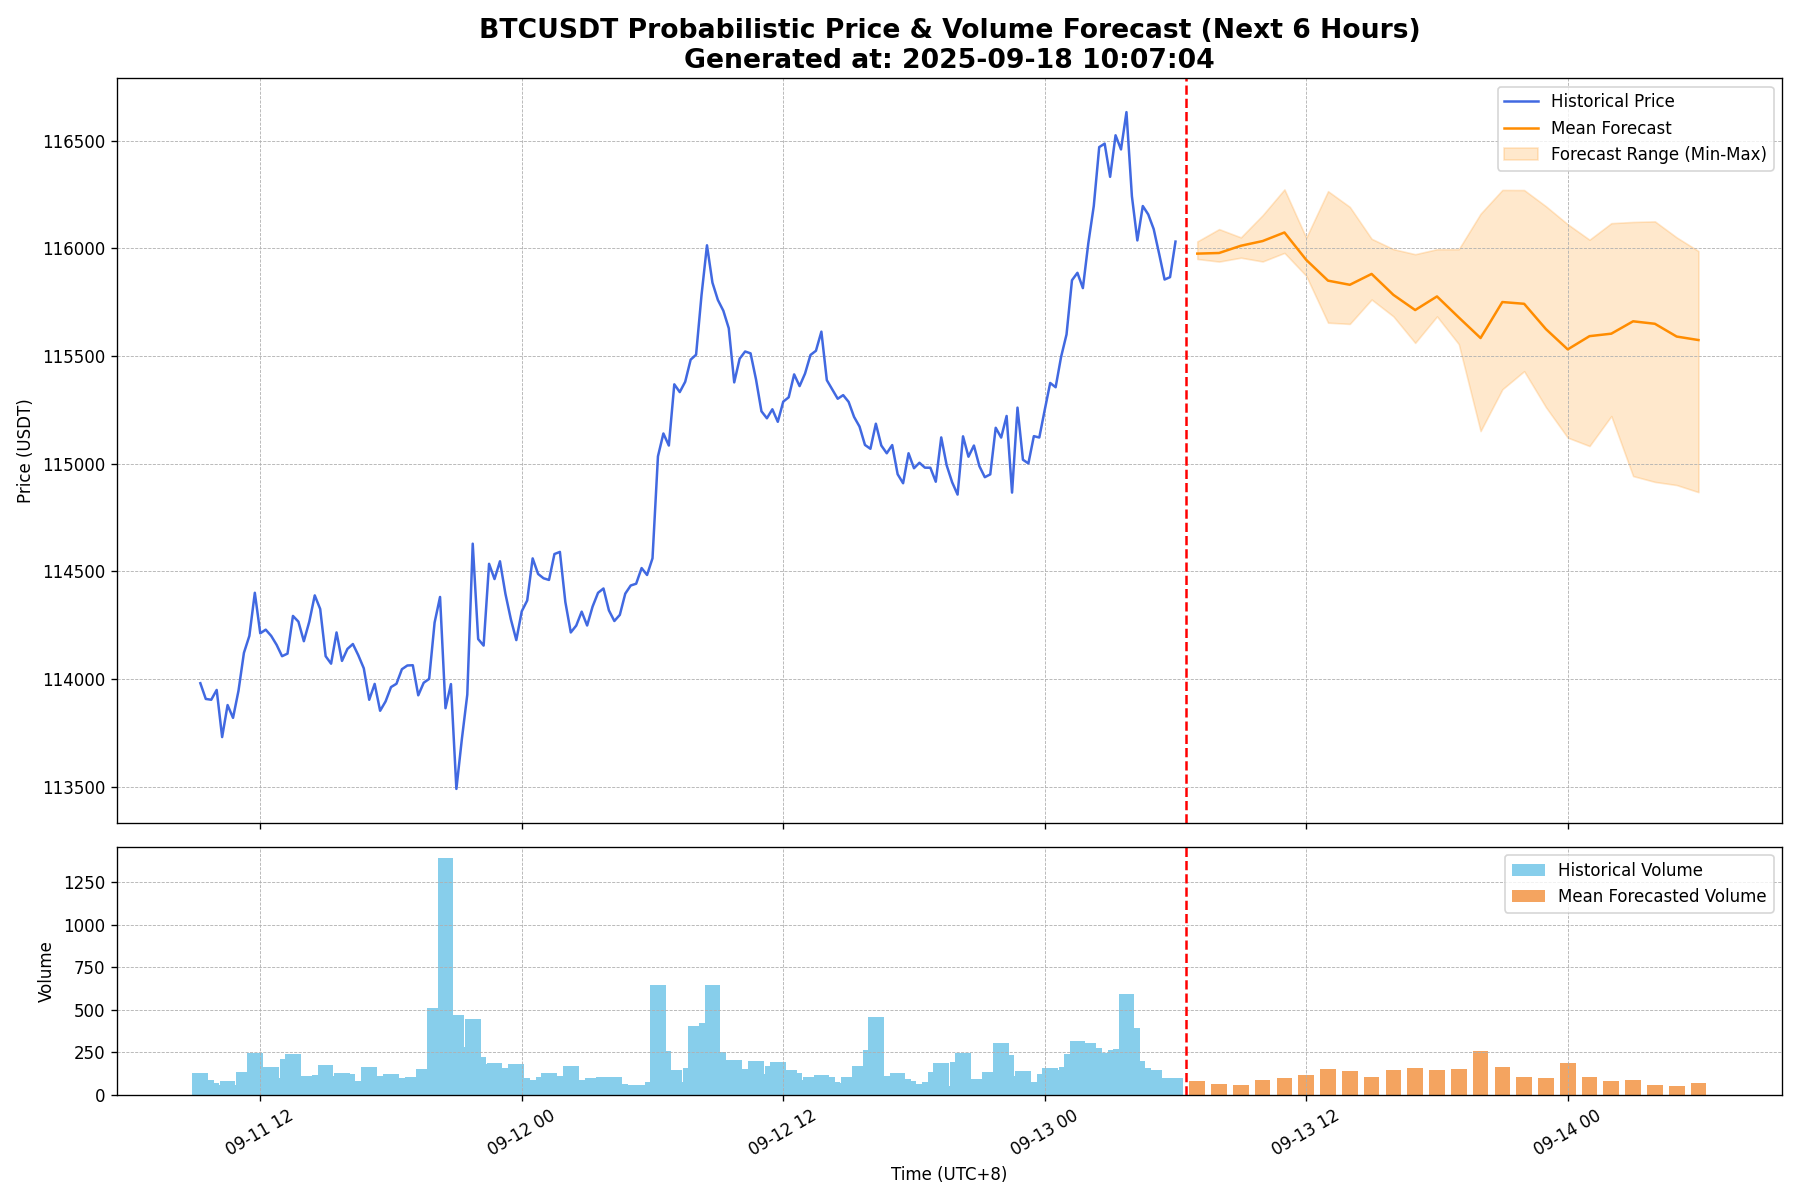 BTCUSDT Probabilistic Price & Volume Forecast (Next 6 Hours)
Generated at: 2025-09-18 10:07:04
Historical Price
Mean Forecast
Forecast Range (Min-Max)
116500
116000
115500
115000
114500
114000
113500
Price (USDT)
Historical Volume
Mean Forecasted Volume
1250
1000
750
500
250
0
Volume
09-11 12
09-12 00
09-12 12
09-13 00
09-13 12
09-14 00
Time (UTC+8)